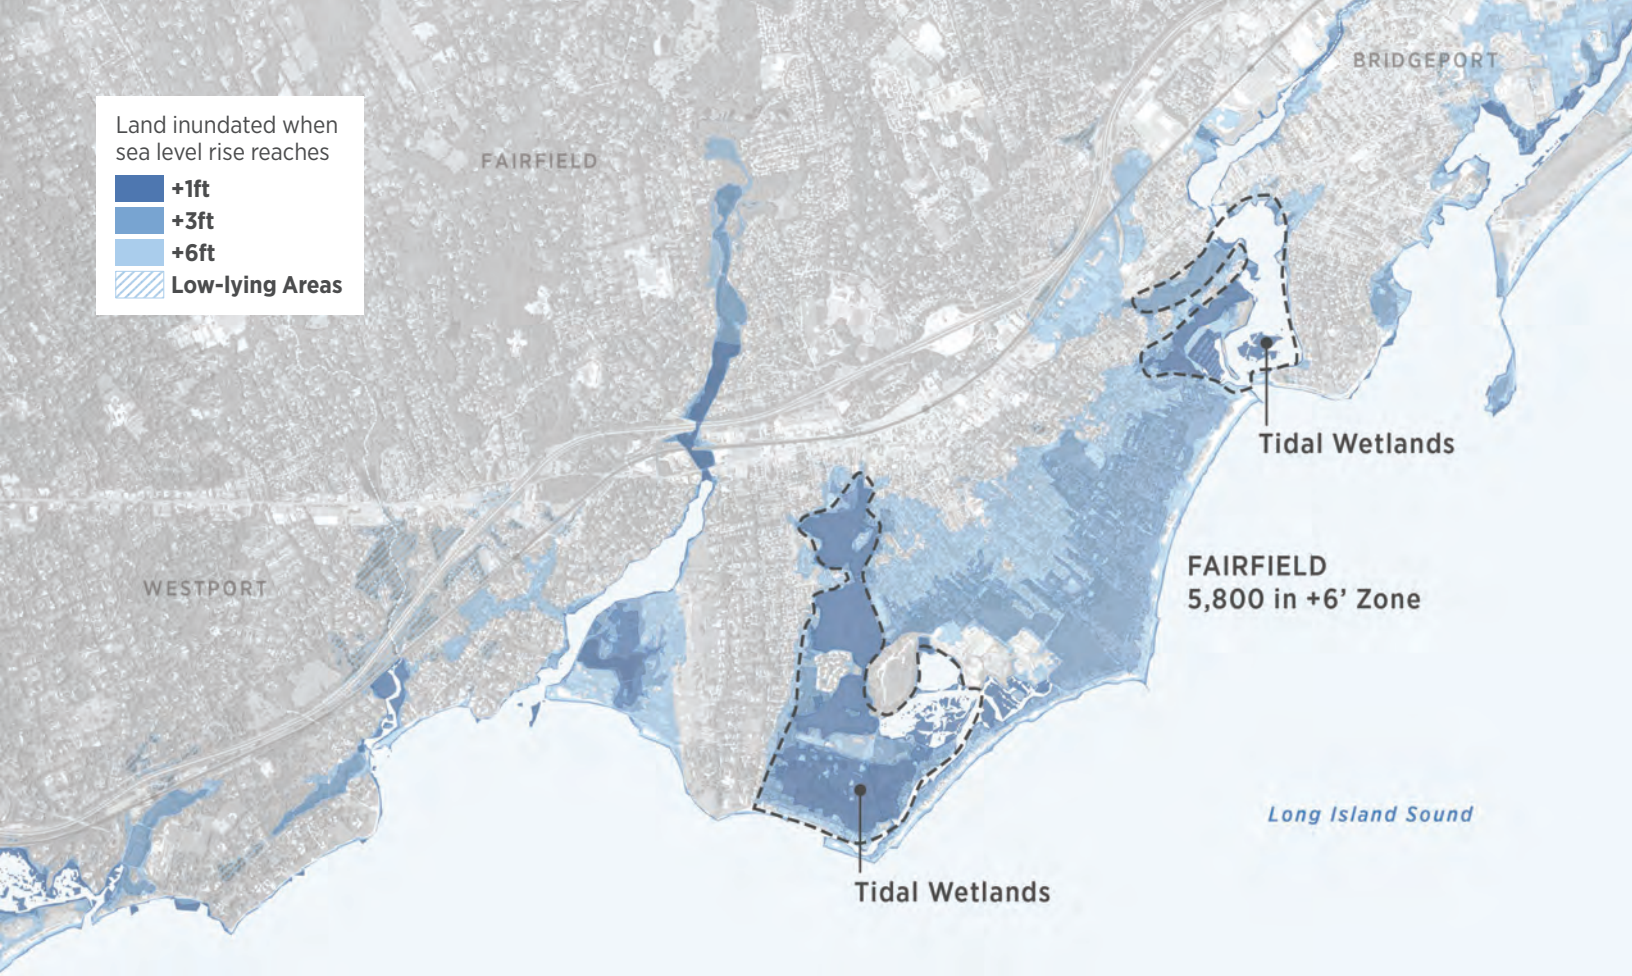 Land inundated when
sea level rise reaches
+1ft
+3ft
+6ft
Low-lying Areas
FAIRFIELD
BRIDGEPORT
WESTPORT
Tidal Wetlands
FAIRFIELD
5,800 in +6’ Zone
Long Island Sound
Tidal Wetlands